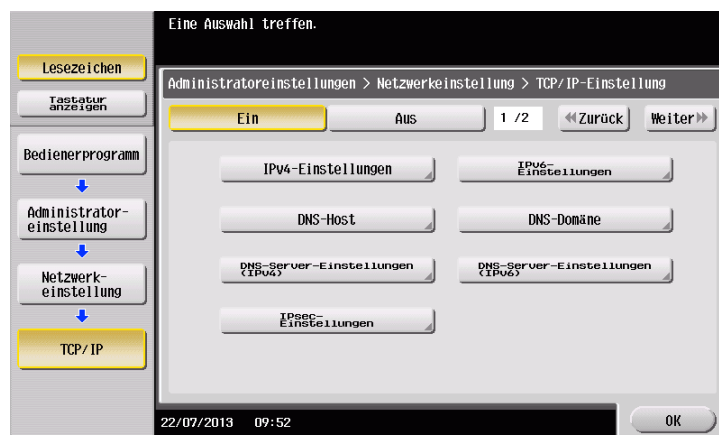 Eine Auswahl treffen.
Lesezeichen
Tastatur
anzeigen
Bedienerprogramm
Administrator-
einstellung
Netzwerk-
einstellung
TCP/IP
Administratoreinstellungen > Netzwerkeinstellung > TCP/IP-Einstellung
Ein
Aus
1 /2
Zurück
Weiter
IPv4-Einstellungen
IPv6-
Einstellungen
DNS-Host
DNS-Domäne
DNS-Server-Einstellungen
(IPv4)
DNS-Server-Einstellungen
(IPv6)
IPsec-
Einstellungen
22/07/2013 09:52
OK